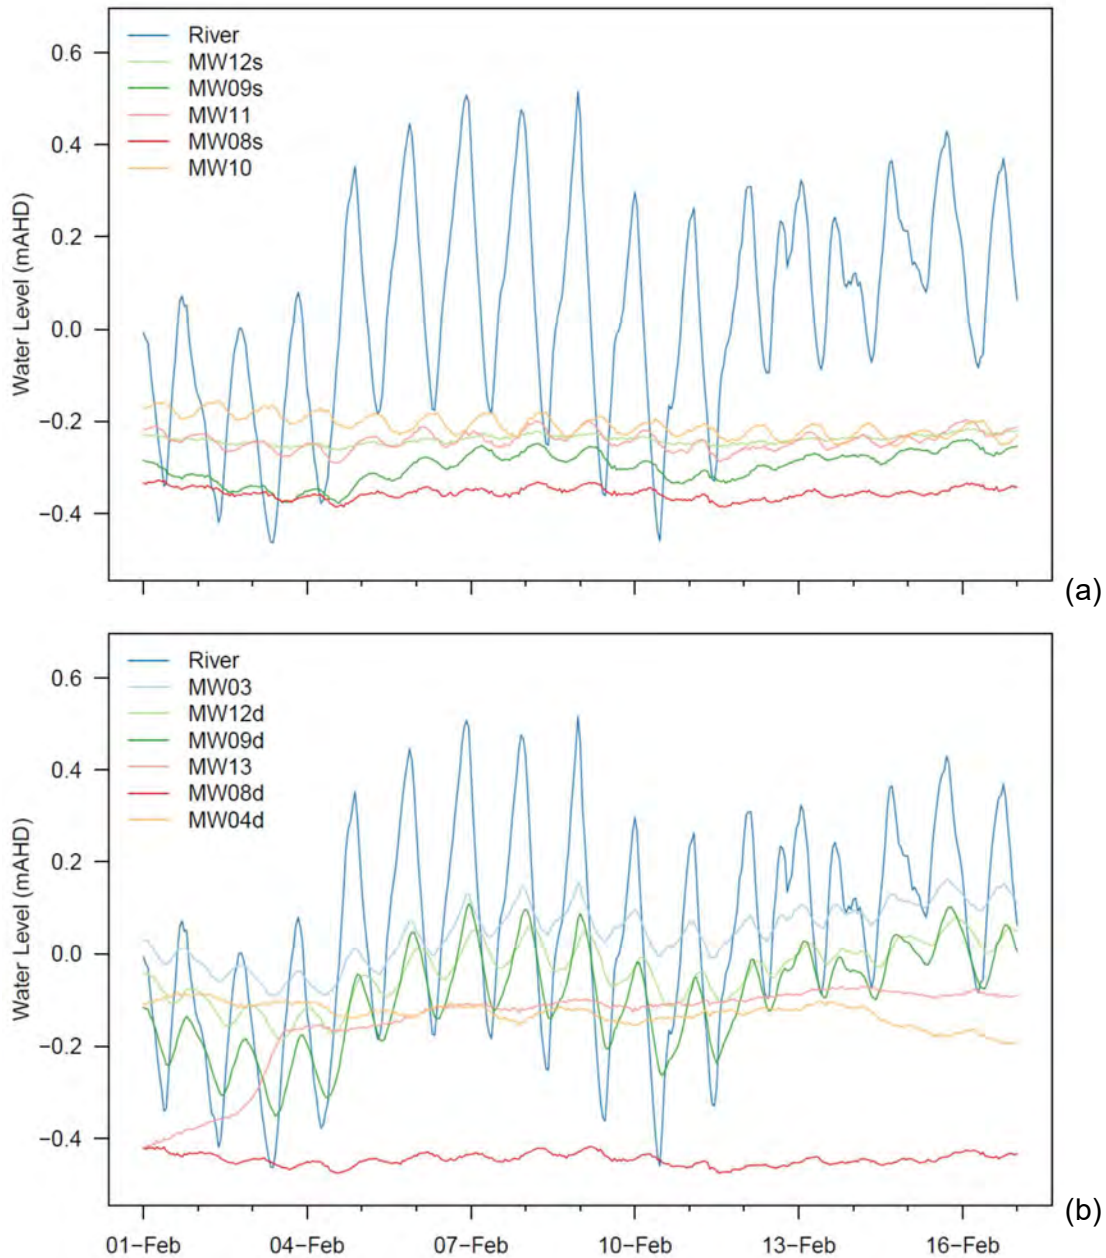 River
MW12s
MW09s
MW11
MW08s
MW10
0.6
0.4
0.2
0.0
−0.2
−0.4
Water Level (mAHD)
(a)
River
MW03
MW12d
MW09d
MW13
MW08d
MW04d
0.6
0.4
0.2
0.0
−0.2
−0.4
Water Level (mAHD)
(b)
01−Feb 04−Feb 07−Feb 10−Feb 13−Feb 16−Feb